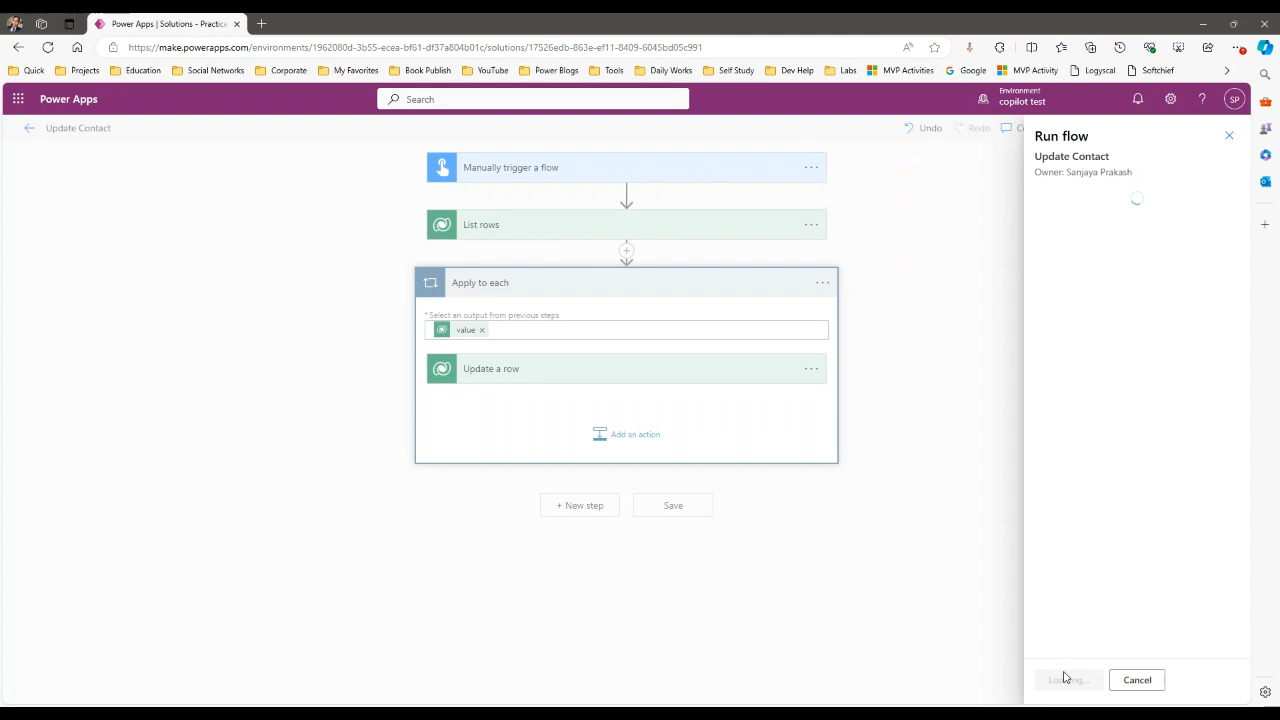 Power Apps | Solutions - Practice
https://make.powerapps.com/environments/1962080d-3b55-ecea-bf61-df37a804b01c/solutions/17526ed9-863e-ef11-8409-6045bd05c991
Quick Projects Education Social Networks Corporate My Favorites Book Publish YouTube Power Blogs Tools Daily Works Self Study Dev Help Labs MVP Activities Google MVP Activity Logyscal Softchief
Power Apps Search Environment
copilot test SP
Update Contact Undo Redo
Run flow
Update Contact
Owner: Sanjaya Prakash
Manually trigger a flow
List rows
Apply to each
* Select an output from previous steps
value
Update a row
Add an action
+ New step Save
Cancel